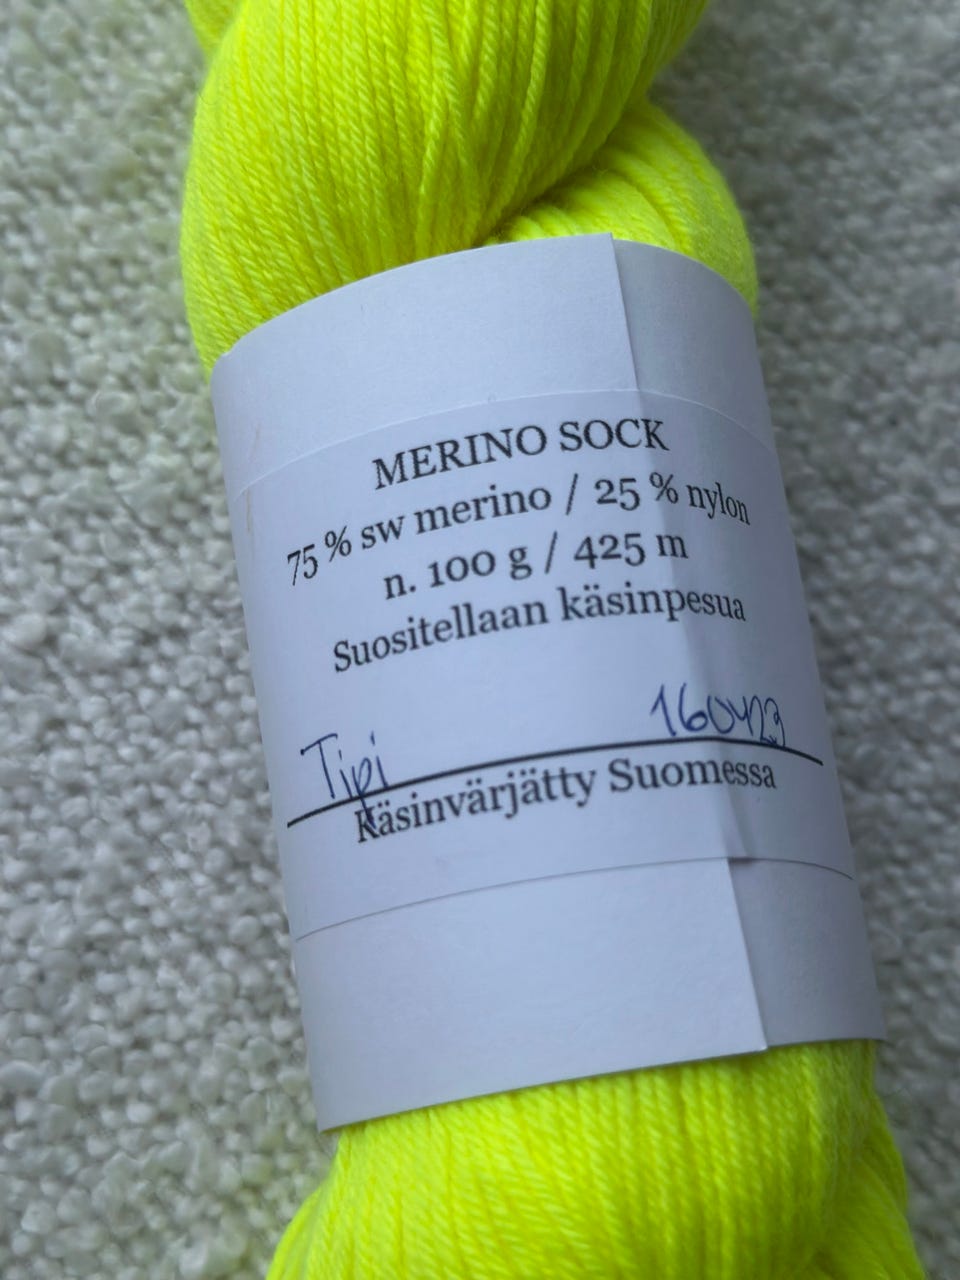 MERINO SOCK
75 % sw merino / 25 % nylon
n. 100 g / 425 m
Suositellaan käsinpesua
Tipi 160423
Käsinvärjätty Suomessa